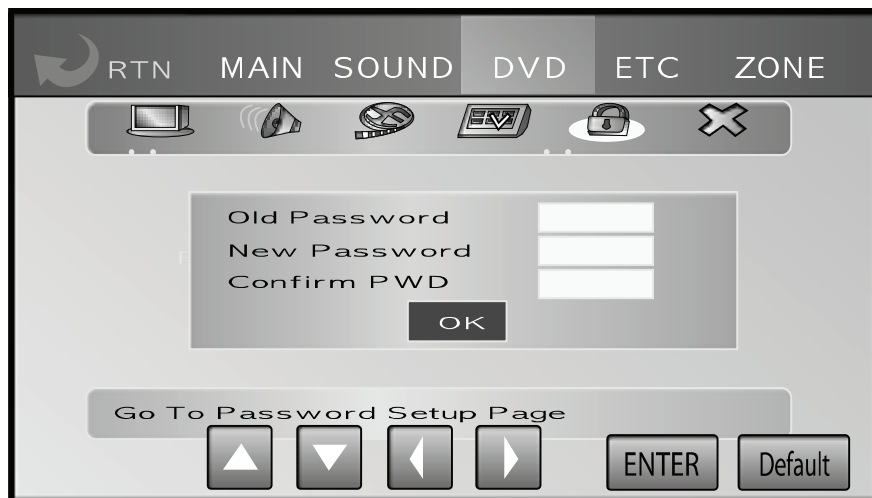 RTN MAIN SOUND DVD ETC ZONE
Old Password
New Password
Confirm PWD
OK
Go To Password Setup Page
ENTER Default